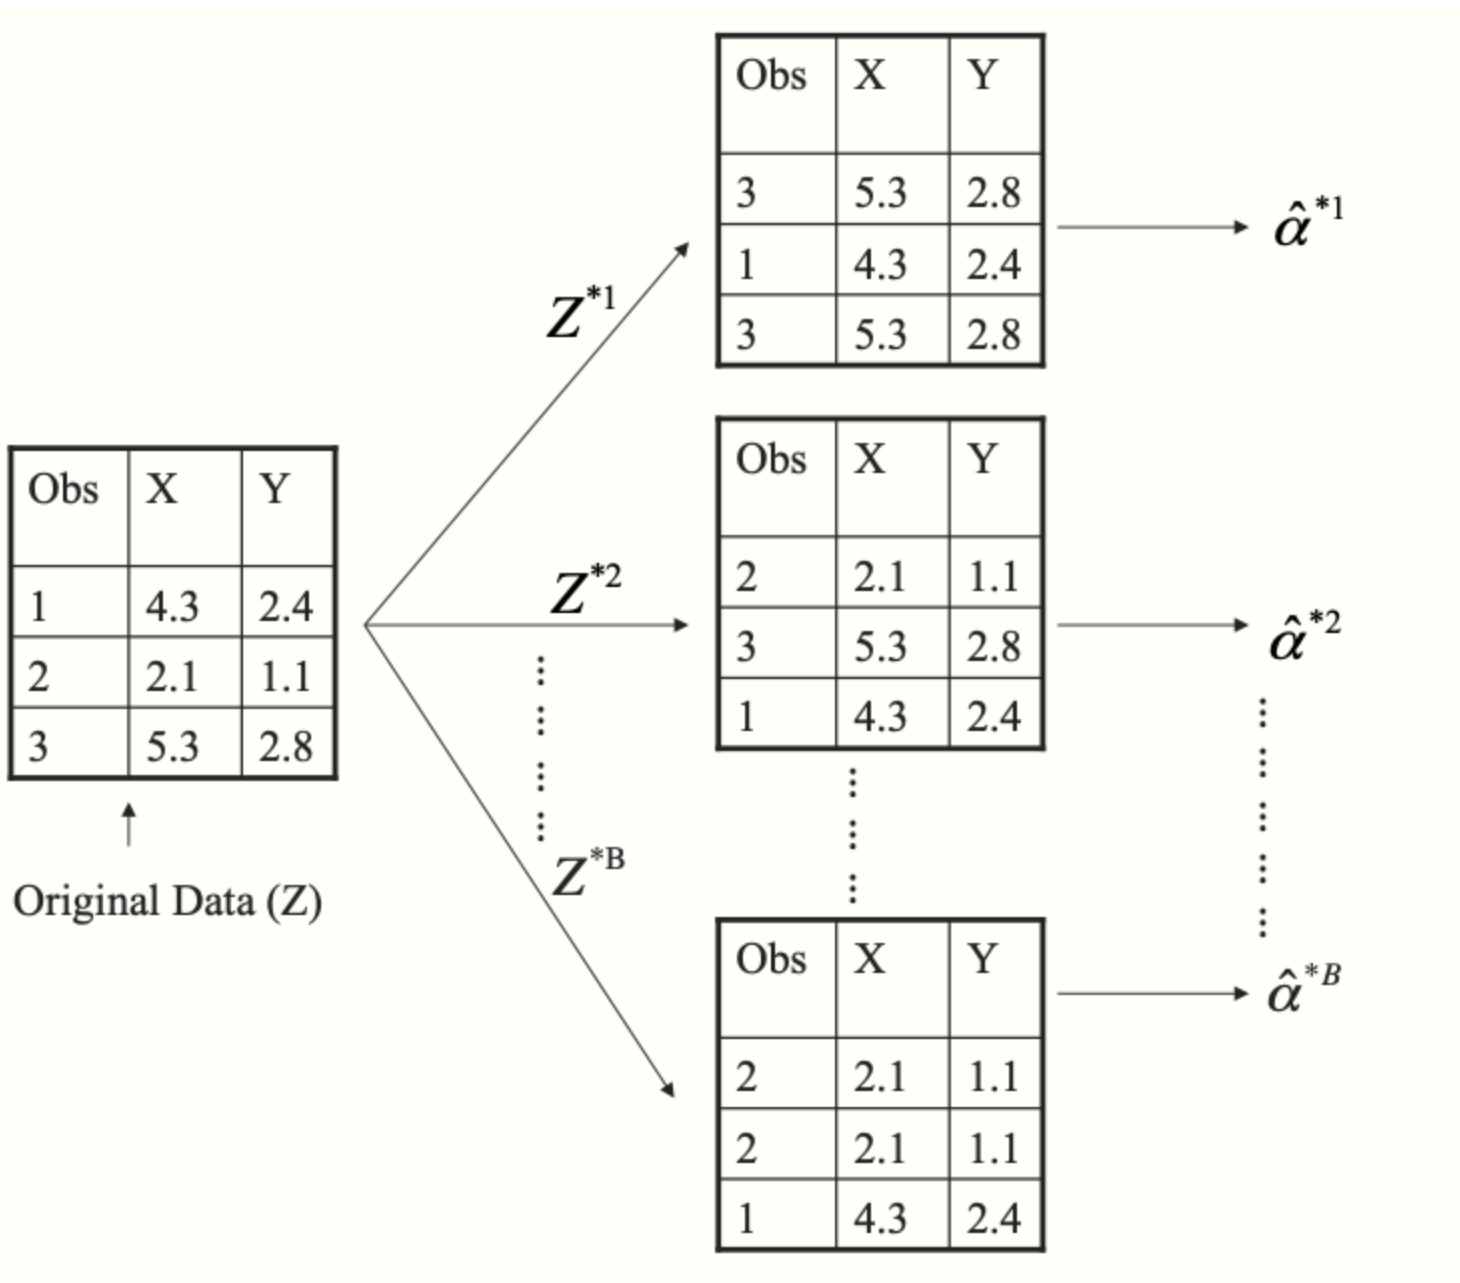 Obs X Y
3 5.3 2.8
1 4.3 2.4
3 5.3 2.8
α̂*1
Z*1
Obs X Y
1 4.3 2.4
2 2.1 1.1
3 5.3 2.8
Original Data (Z)
Z*2
Obs X Y
2 2.1 1.1
3 5.3 2.8
1 4.3 2.4
α̂*2
Z*B
Obs X Y
2 2.1 1.1
2 2.1 1.1
1 4.3 2.4
α̂*B